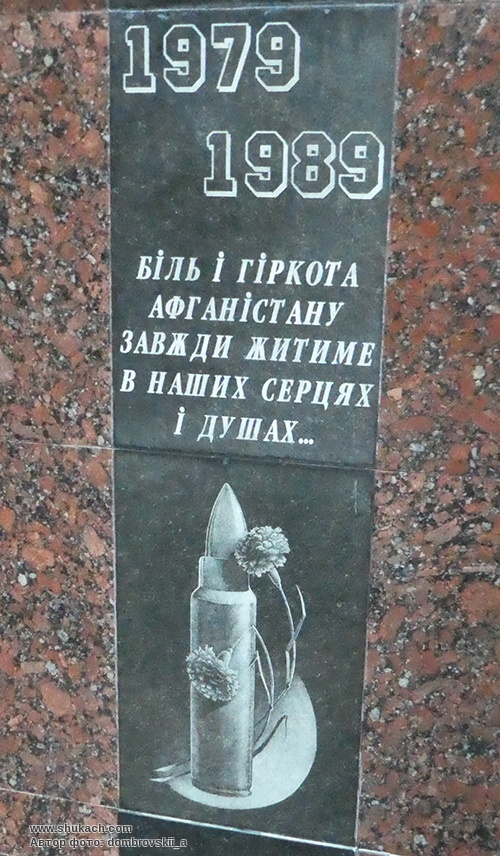 1979
1989
БІЛЬ І ГІРКОТА
АФГАНІСТАНУ
ЗАВЖДИ ЖИТИМЕ
В НАШИХ СЕРЦЯХ
І ДУШАХ...
www.shukach.com
Автор фото: dombrovskii_a